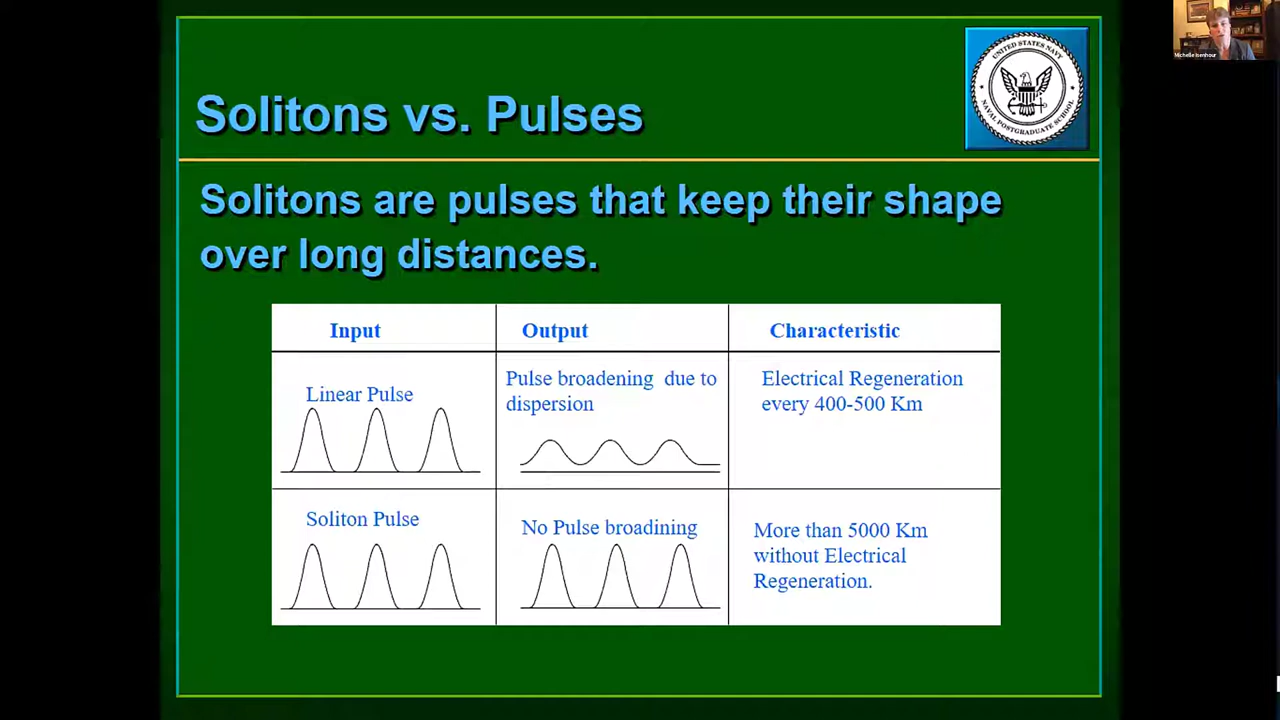 Michelle Isenhour
UNITED STATES NAVY
NAVAL POSTGRADUATE SCHOOL
Solitons vs. Pulses
Solitons are pulses that keep their shape
over long distances.
Input
Output
Characteristic
Linear Pulse
Pulse broadening due to
dispersion
Electrical Regeneration
every 400-500 Km
Soliton Pulse
No Pulse broadining
More than 5000 Km
without Electrical
Regeneration.